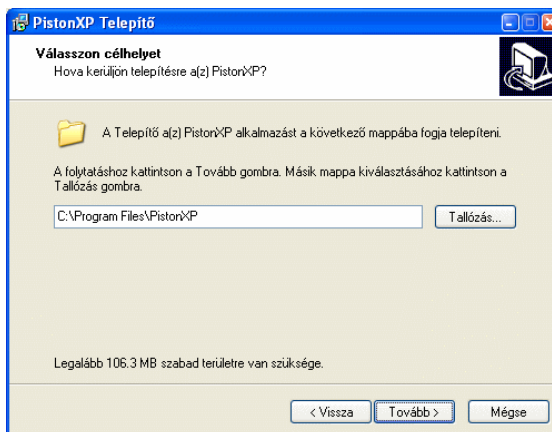 PistonXP Telepítő
Válasszon célhelyet
Hova kerüljön telepítésre a(z) PistonXP?
A Telepítő a(z) PistonXP alkalmazást a következő mappába fogja telepíteni.
A folytatáshoz kattintson a Tovább gombra. Másik mappa kiválasztásához kattintson a
Tallózás gombra.
C:\Program Files\PistonXP
Tallózás...
Legalább 106.3 MB szabad területre van szüksége.
< Vissza
Tovább >
Mégse